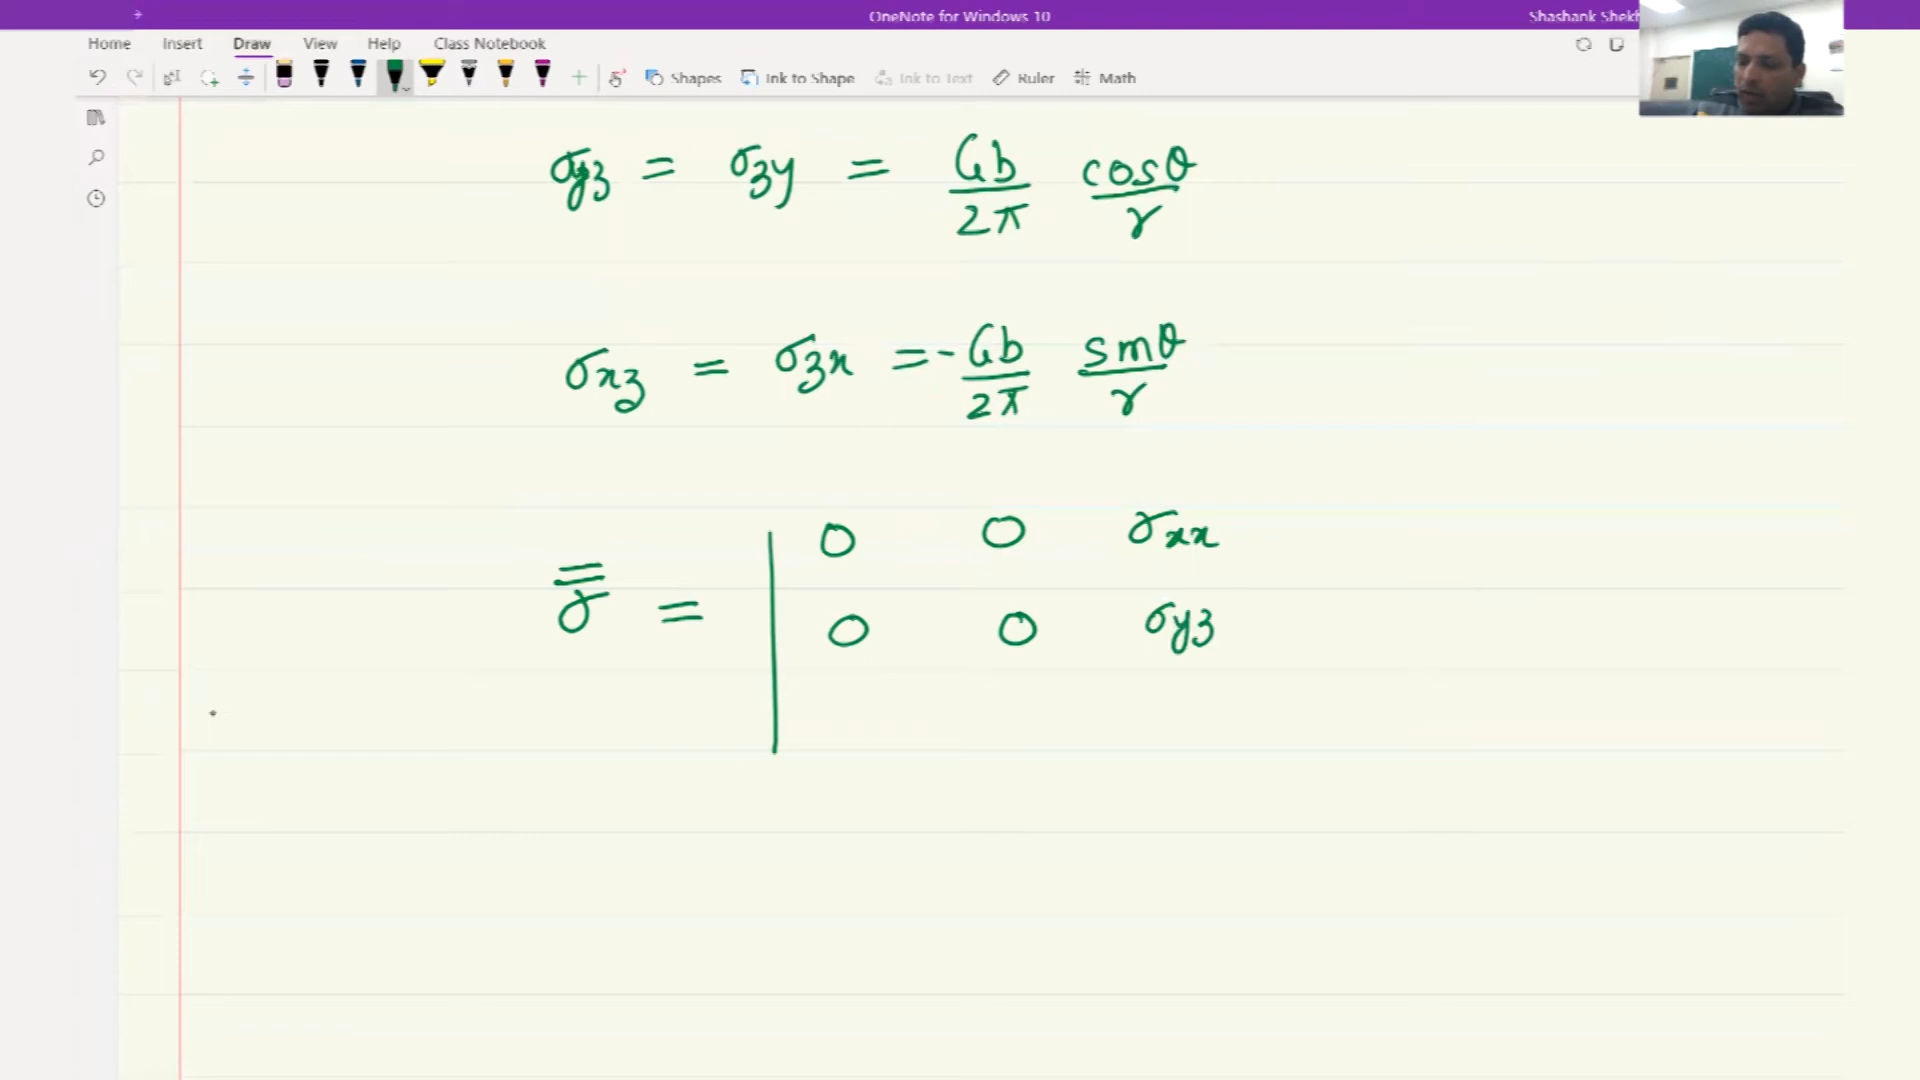 OneNote for Windows 10
Shashank Shekh
Home Insert Draw View Help Class Notebook
Shapes Ink to Shape Ink to Text Ruler Math
σyz = σzy = Gb/2π cosθ/r
σxz = σzx = - Gb/2π sinθ/r
σ = | 0 0 σxx
0 0 σyz